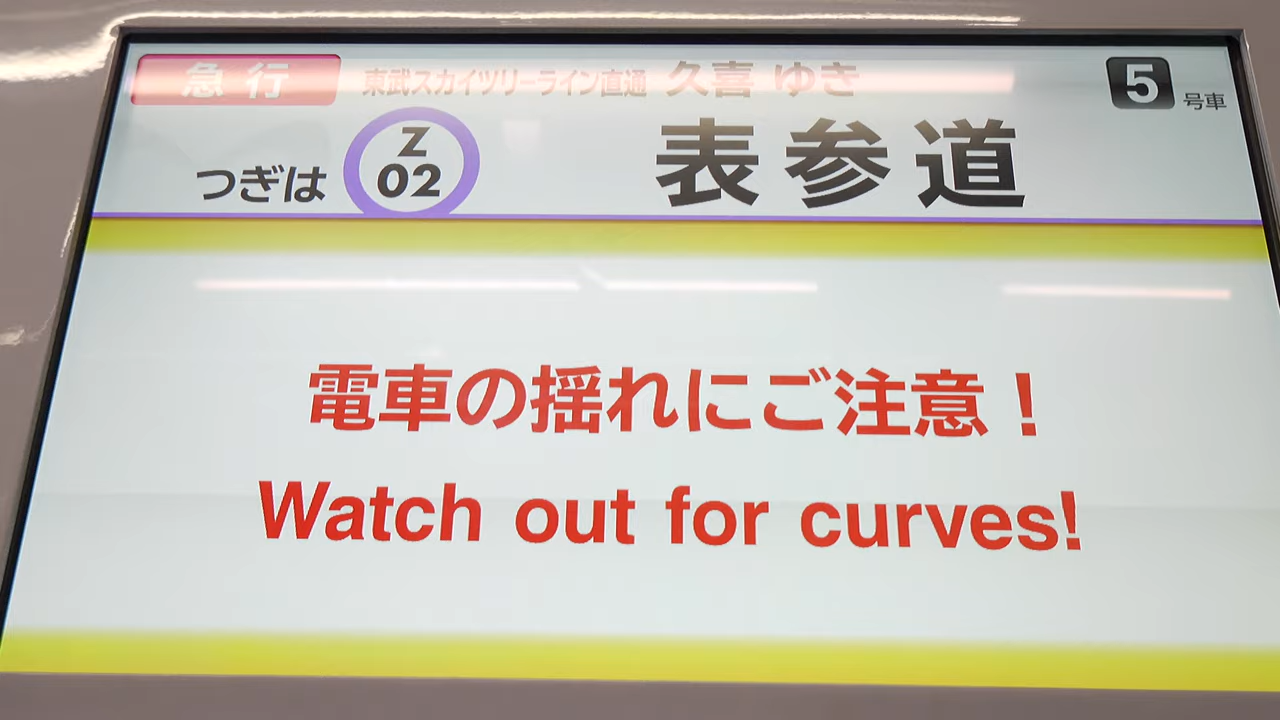 急行 東武スカイツリーライン直通 久喜 ゆき
5号車
つぎは Z 02 表参道
電車の揺れにご注意！
Watch out for curves!